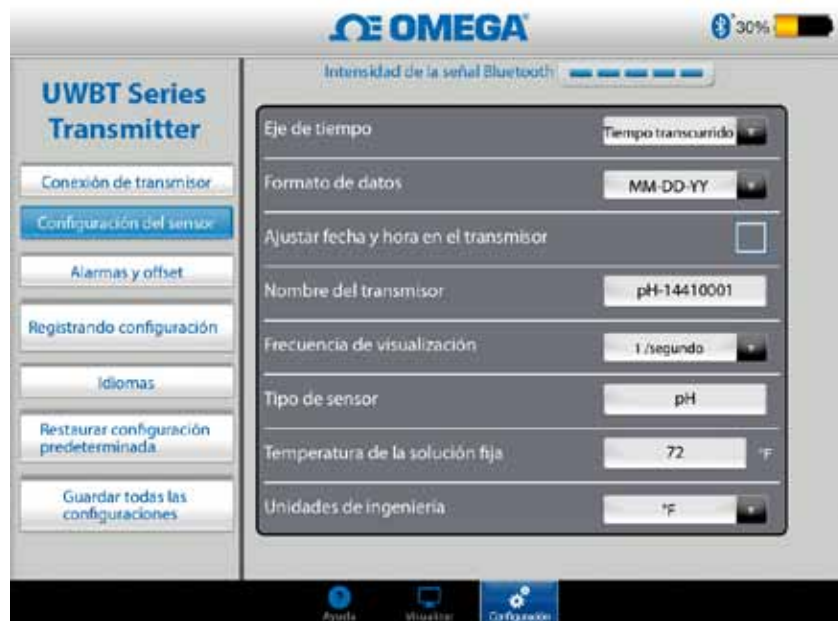 OMEGA
30%
UWBT Series
Transmitter
Conexión de transmisor
Configuración del sensor
Alarmas y offset
Registrando configuración
Idiomas
Restaurar configuración
predeterminada
Guardar todas las
configuraciones
Intensidad de la señal Bluetooth
Eje de tiempo
Tiempo transcurrido
Formato de datos
MM-DD-YY
Ajustar fecha y hora en el transmisor
Nombre del transmisor
pH-14410001
Frecuencia de visualización
1 /segundo
Tipo de sensor
pH
Temperatura de la solución fija
72
°F
Unidades de ingeniería
°F
Ayuda
Visualizar
Configuración